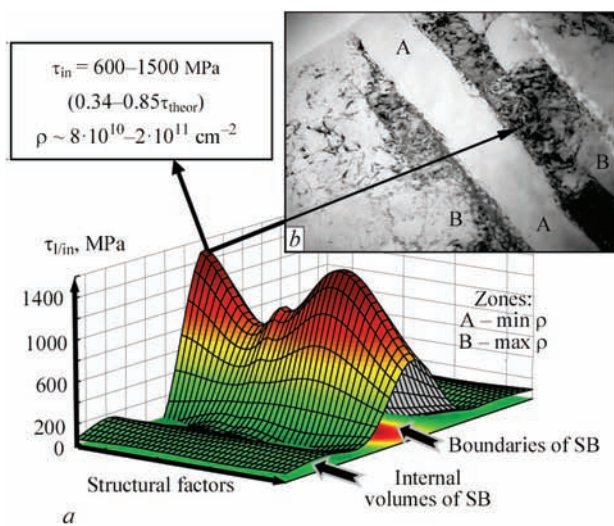 τin = 600–1500 MPa
(0.34–0.85τtheor)
ρ ~ 8·10¹⁰–2·10¹¹ cm⁻²
A
B
B
A
b
τl/in, MPa
1400
1000
600
200
0
Zones:
A – min ρ
B – max ρ
Boundaries of SB
Internal
volumes of SB
Structural factors
a